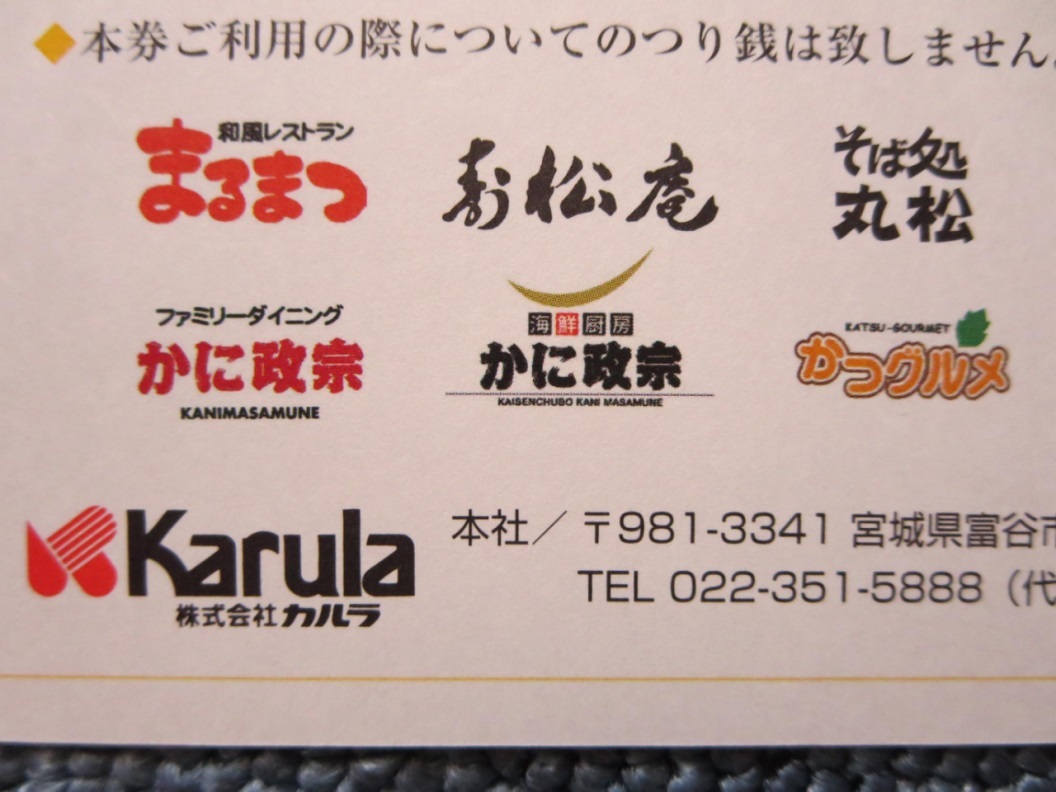 ◆本券ご利用の際についてのつり銭は致しません。
和風レストラン
まるまつ
寿松庵
そば処
丸松
ファミリーダイニング
かに政宗
KANIMASAMUNE
海鮮厨房
かに政宗
KAISENCHUBO KANI MASAMUNE
KATSU-GOURMET
かつグルメ
Karula
株式会社カルラ
本社／〒981-3341 宮城県富谷市
TEL 022-351-5888（代